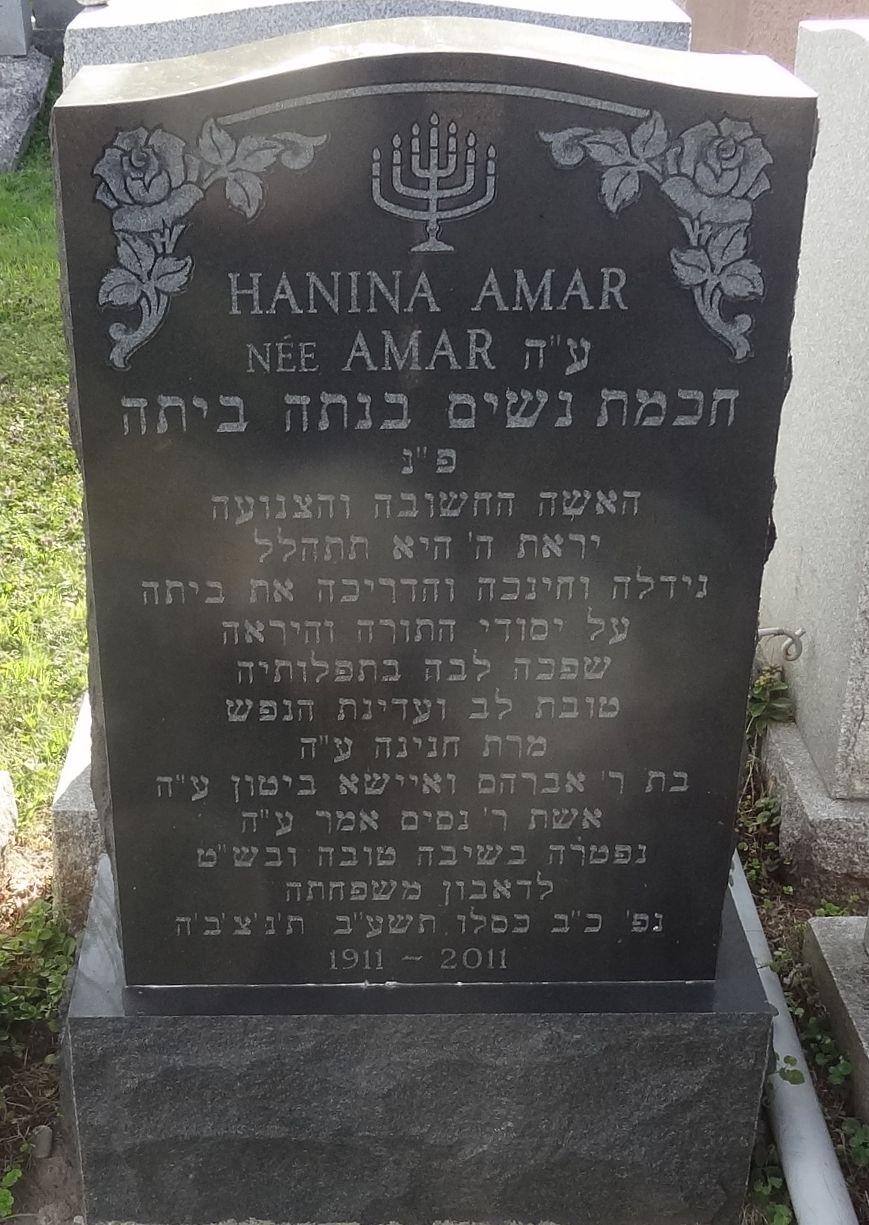 HANINA AMAR
NÉE AMAR ע"ה
חכמת נשים בנתה ביתה
פ"נ
האשה החשובה והצנועה
יראת ה' היא תתהלל
גידלה וחינכה והדריכה את ביתה
על יסודי התורה והיראה
שפכה לבה בתפלותיה
טובת לב ועדינת הנפש
מרת חנינה ע"ה
בת ר' אברהם ואיישא ביטון ע"ה
אשת ר' נסים אמר ע"ה
נפטרה בשיבה טובה ובש"ט
לדאבון משפחתה
נפ' כ"ב כסלו תשע"ב ת'נ'צ'ב'ה
1911 ~ 2011